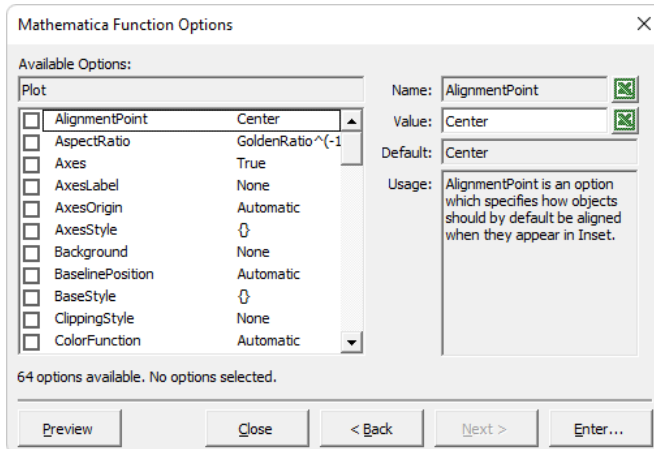 Mathematica Function Options
Available Options:
Plot
AlignmentPoint Center
AspectRatio GoldenRatio^(-1
Axes True
AxesLabel None
AxesOrigin Automatic
AxesStyle {}
Background None
BaselinePosition Automatic
BaseStyle {}
ClippingStyle None
ColorFunction Automatic
Name: AlignmentPoint
Value: Center
Default: Center
Usage: AlignmentPoint is an option
which specifies how objects
should by default be aligned
when they appear in Inset.
64 options available. No options selected.
Preview Close < Back Next > Enter...